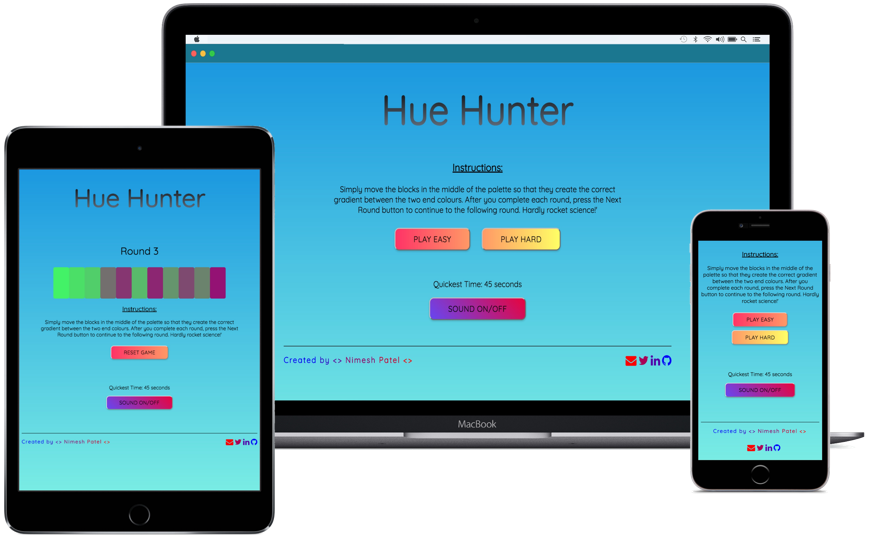 Hue Hunter
Instructions:
Simply move the blocks in the middle of the palette so that they create the correct
gradient between the two end colours. After you complete each round, press the Next
Round button to continue to the following round. Hardly rocket science!'
PLAY EASY
PLAY HARD
Quickest Time: 45 seconds
SOUND ON/OFF
Created by <> Nimesh Patel <>
MacBook
Hue Hunter
Round 3
Instructions:
Simply move the blocks in the middle of the palette so that they create the correct
gradient between the two end colours. After you complete each round, press the Next
Round button to continue to the following round. Hardly rocket science!'
RESET GAME
Quickest Time: 45 seconds
SOUND ON/OFF
Created by <> Nimesh Patel <>
Instructions:
Simply move the blocks in the middle of the
palette so that they create the correct gradient
between the two end colours. After you
complete each round, press the Next Round
button to continue to the following round. Hardly
rocket science!'
PLAY EASY
PLAY HARD
Quickest Time: 45 seconds
SOUND ON/OFF
Created by <> Nimesh Patel <>